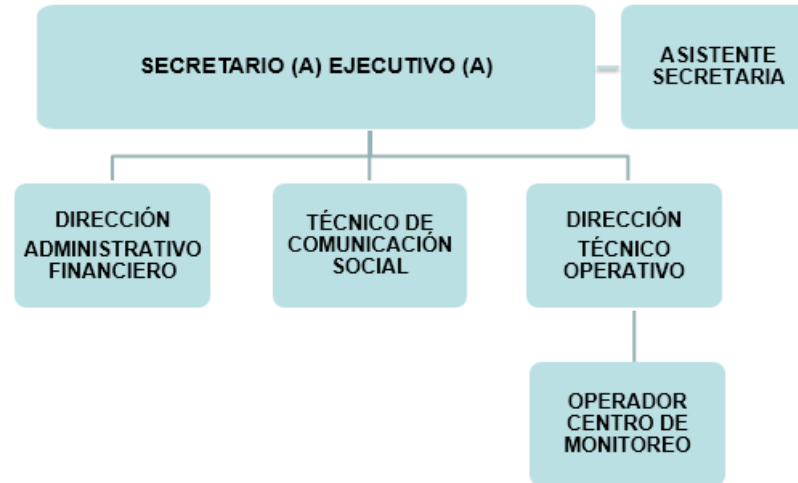 SECRETARIO (A) EJECUTIVO (A)
ASISTENTE
SECRETARIA
DIRECCIÓN
ADMINISTRATIVO
FINANCIERO
TÉCNICO DE
COMUNICACIÓN
SOCIAL
DIRECCIÓN
TÉCNICO
OPERATIVO
OPERADOR
CENTRO DE
MONITOREO